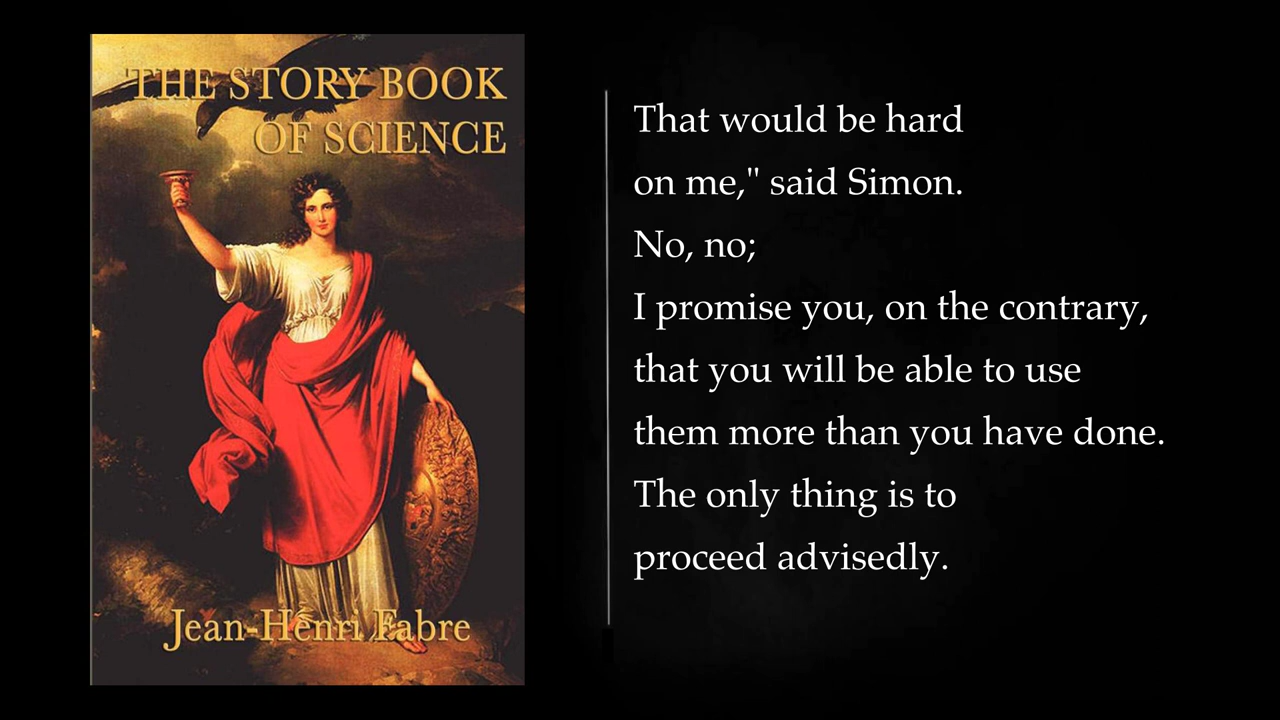 THE STORY BOOK
OF SCIENCE
Jean-Henri Fabre
That would be hard
on me," said Simon.
No, no;
I promise you, on the contrary,
that you will be able to use
them more than you have done.
The only thing is to
proceed advisedly.